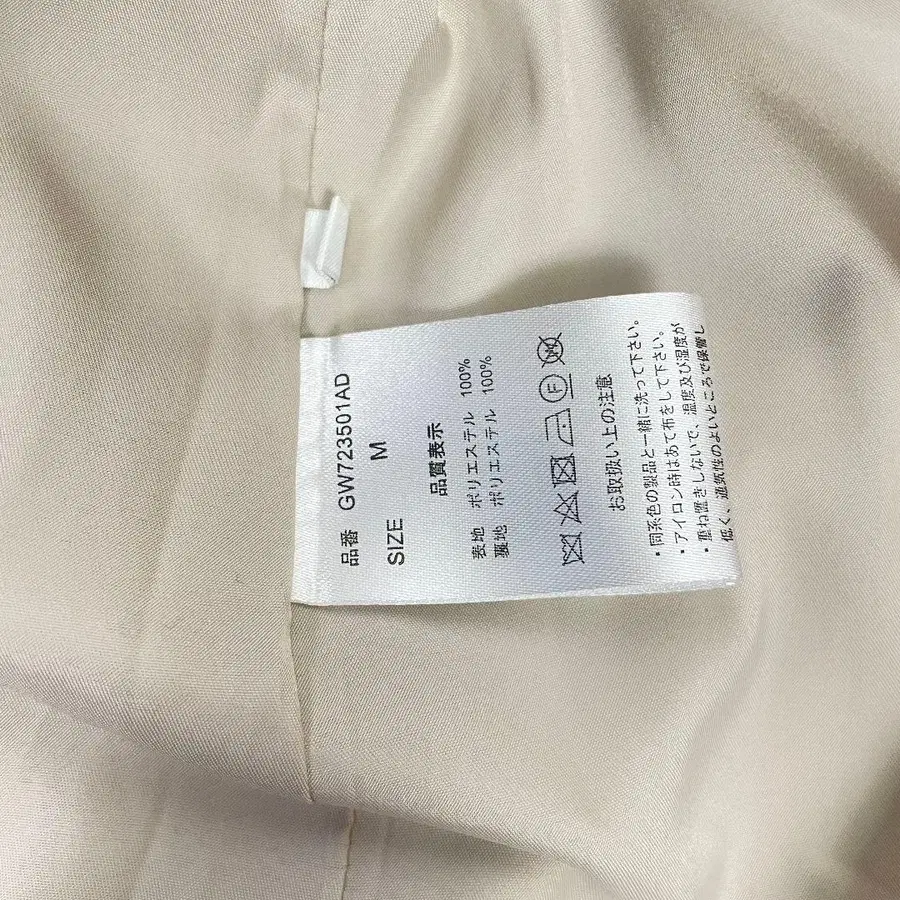 品番 GW723501AD
SIZE M
品質表示
表地 ポリエステル 100%
裏地 ポリエステル 100%
F W
お取扱い上の注意
・同系色の製品と一緒に洗って下さい。
・アイロン時はあて布をして下さい。
・重ね置きしないで、温度及び湿度が
低く、通気性のよいところで保管し